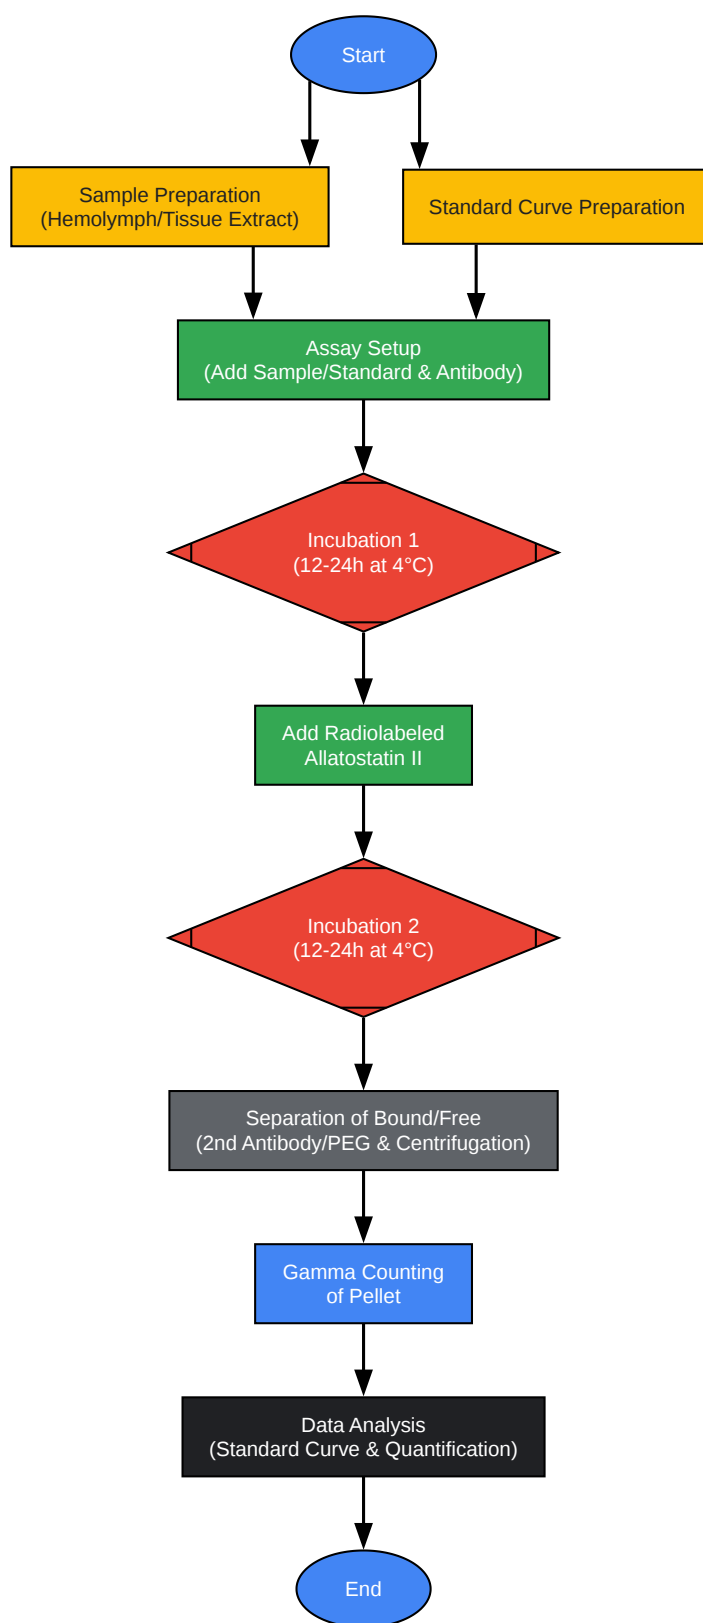 Start
Sample Preparation
(Hemolymph/Tissue Extract)
Standard Curve Preparation
Assay Setup
(Add Sample/Standard & Antibody)
Incubation 1
(12-24h at 4°C)
Add Radiolabeled
Allatostatin II
Incubation 2
(12-24h at 4°C)
Separation of Bound/Free
(2nd Antibody/PEG & Centrifugation)
Gamma Counting
of Pellet
Data Analysis
(Standard Curve & Quantification)
End